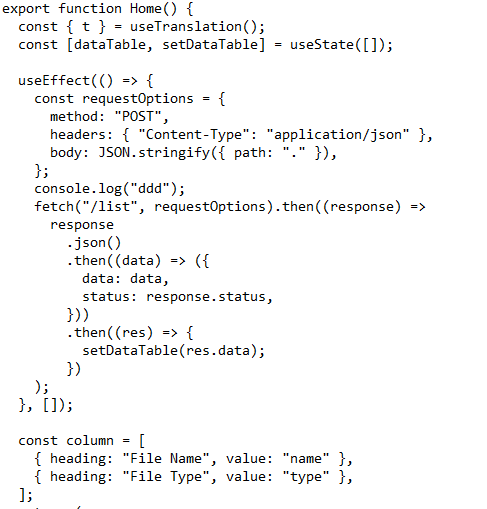 export function Home() {
  const { t } = useTranslation();
  const [dataTable, setDataTable] = useState([]);

  useEffect(() => {
    const requestOptions = {
      method: "POST",
      headers: { "Content-Type": "application/json" },
      body: JSON.stringify({ path: "." }),
    };
    console.log("ddd");
    fetch("/list", requestOptions).then((response) =>
      response
        .json()
        .then((data) => ({
          data: data,
          status: response.status,
        }))
        .then((res) => {
          setDataTable(res.data);
        })
    );
  }, []);

  const column = [
    { heading: "File Name", value: "name" },
    { heading: "File Type", value: "type" },
  ];